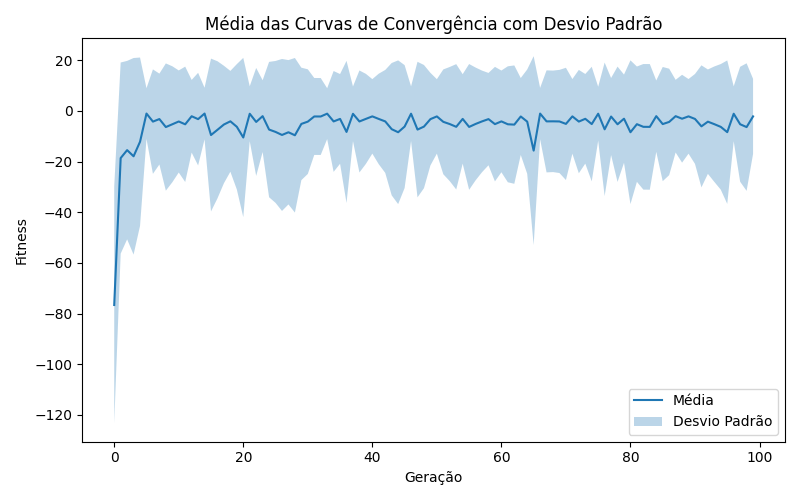 Média das Curvas de Convergência com Desvio Padrão
20
0
−20
−40
−60
−80
−100
−120
Fitness
0 20 40 60 80 100
Geração
Média
Desvio Padrão